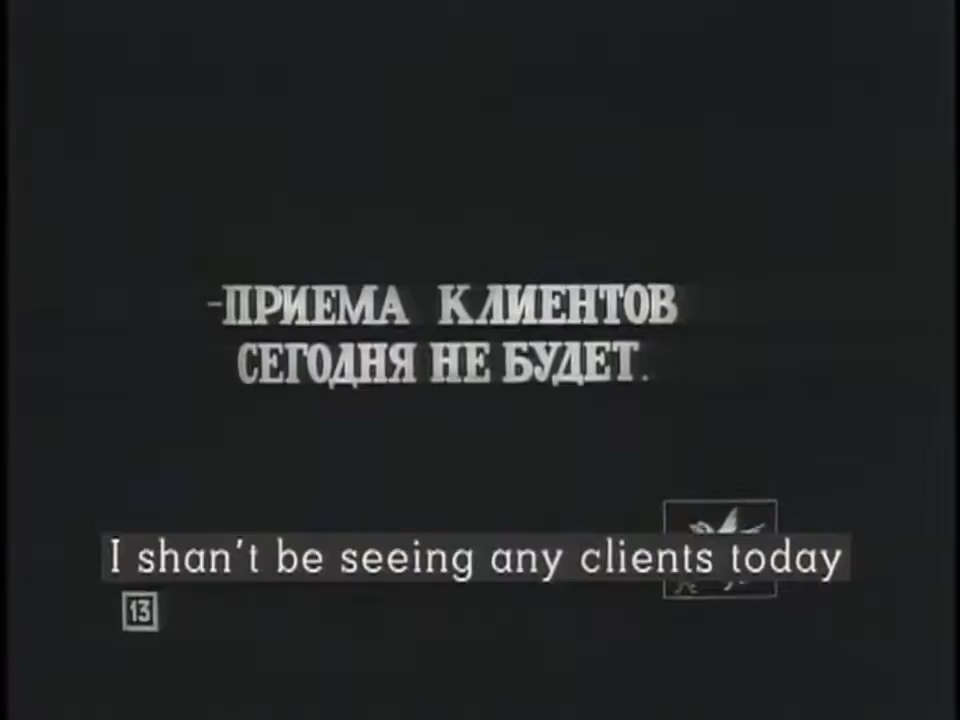 -ПРИЕМА КЛИЕНТОВ
СЕГОДНЯ НЕ БУДЕТ.
I shan't be seeing any clients today
13